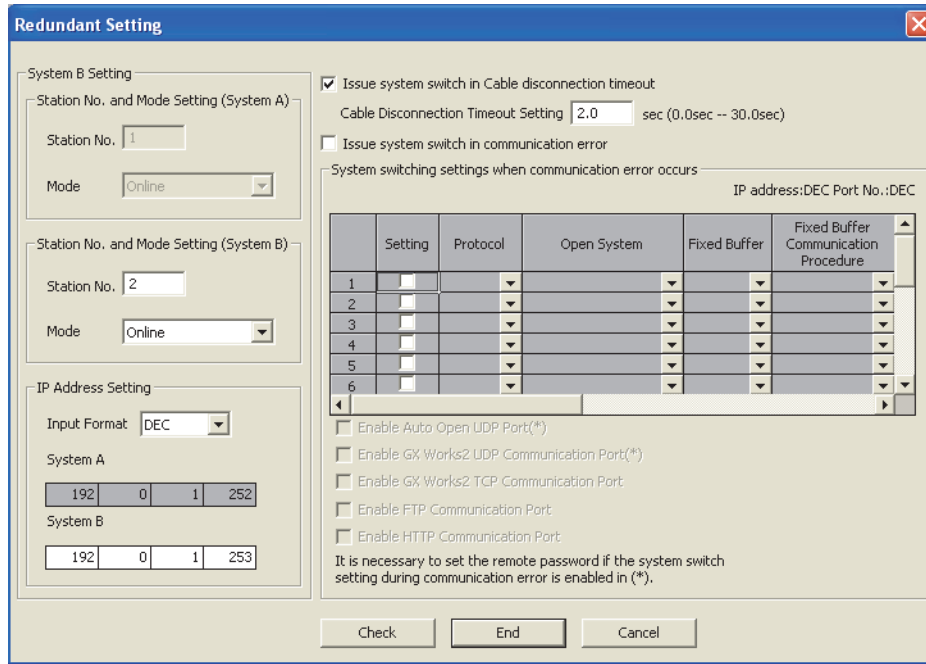 Redundant Setting
System B Setting
Station No. and Mode Setting (System A)
Station No. 1
Mode Online
Station No. and Mode Setting (System B)
Station No. 2
Mode Online
IP Address Setting
Input Format DEC
System A
192 0 1 252
System B
192 0 1 253
Issue system switch in Cable disconnection timeout
Cable Disconnection Timeout Setting 2.0 sec (0.0sec -- 30.0sec)
Issue system switch in communication error
System switching settings when communication error occurs
IP address:DEC Port No.:DEC
Setting Protocol Open System Fixed Buffer Fixed Buffer
Communication
Procedure
1
2
3
4
5
6
Enable Auto Open UDP Port(*)
Enable GX Works2 UDP Communication Port(*)
Enable GX Works2 TCP Communication Port
Enable FTP Communication Port
Enable HTTP Communication Port
It is necessary to set the remote password if the system switch
setting during communication error is enabled in (*).
Check End Cancel